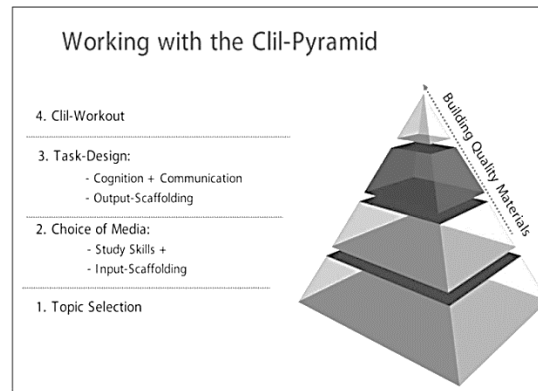 Working with the Clil-Pyramid
4. Clil-Workout
3. Task-Design:
- Cognition + Communication
- Output-Scaffolding
2. Choice of Media:
- Study Skills +
- Input-Scaffolding
1. Topic Selection
Building Quality Materials